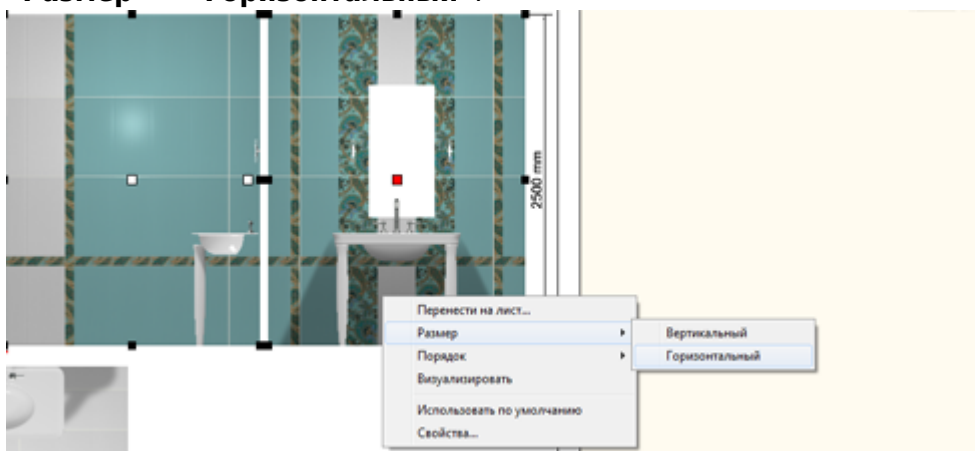 "Размер" - "Горизонтальный".
2500 mm
Перенести на лист...
Размер
Вертикальный
Порядок
Горизонтальный
Визуализировать
Использовать по умолчанию
Свойства...